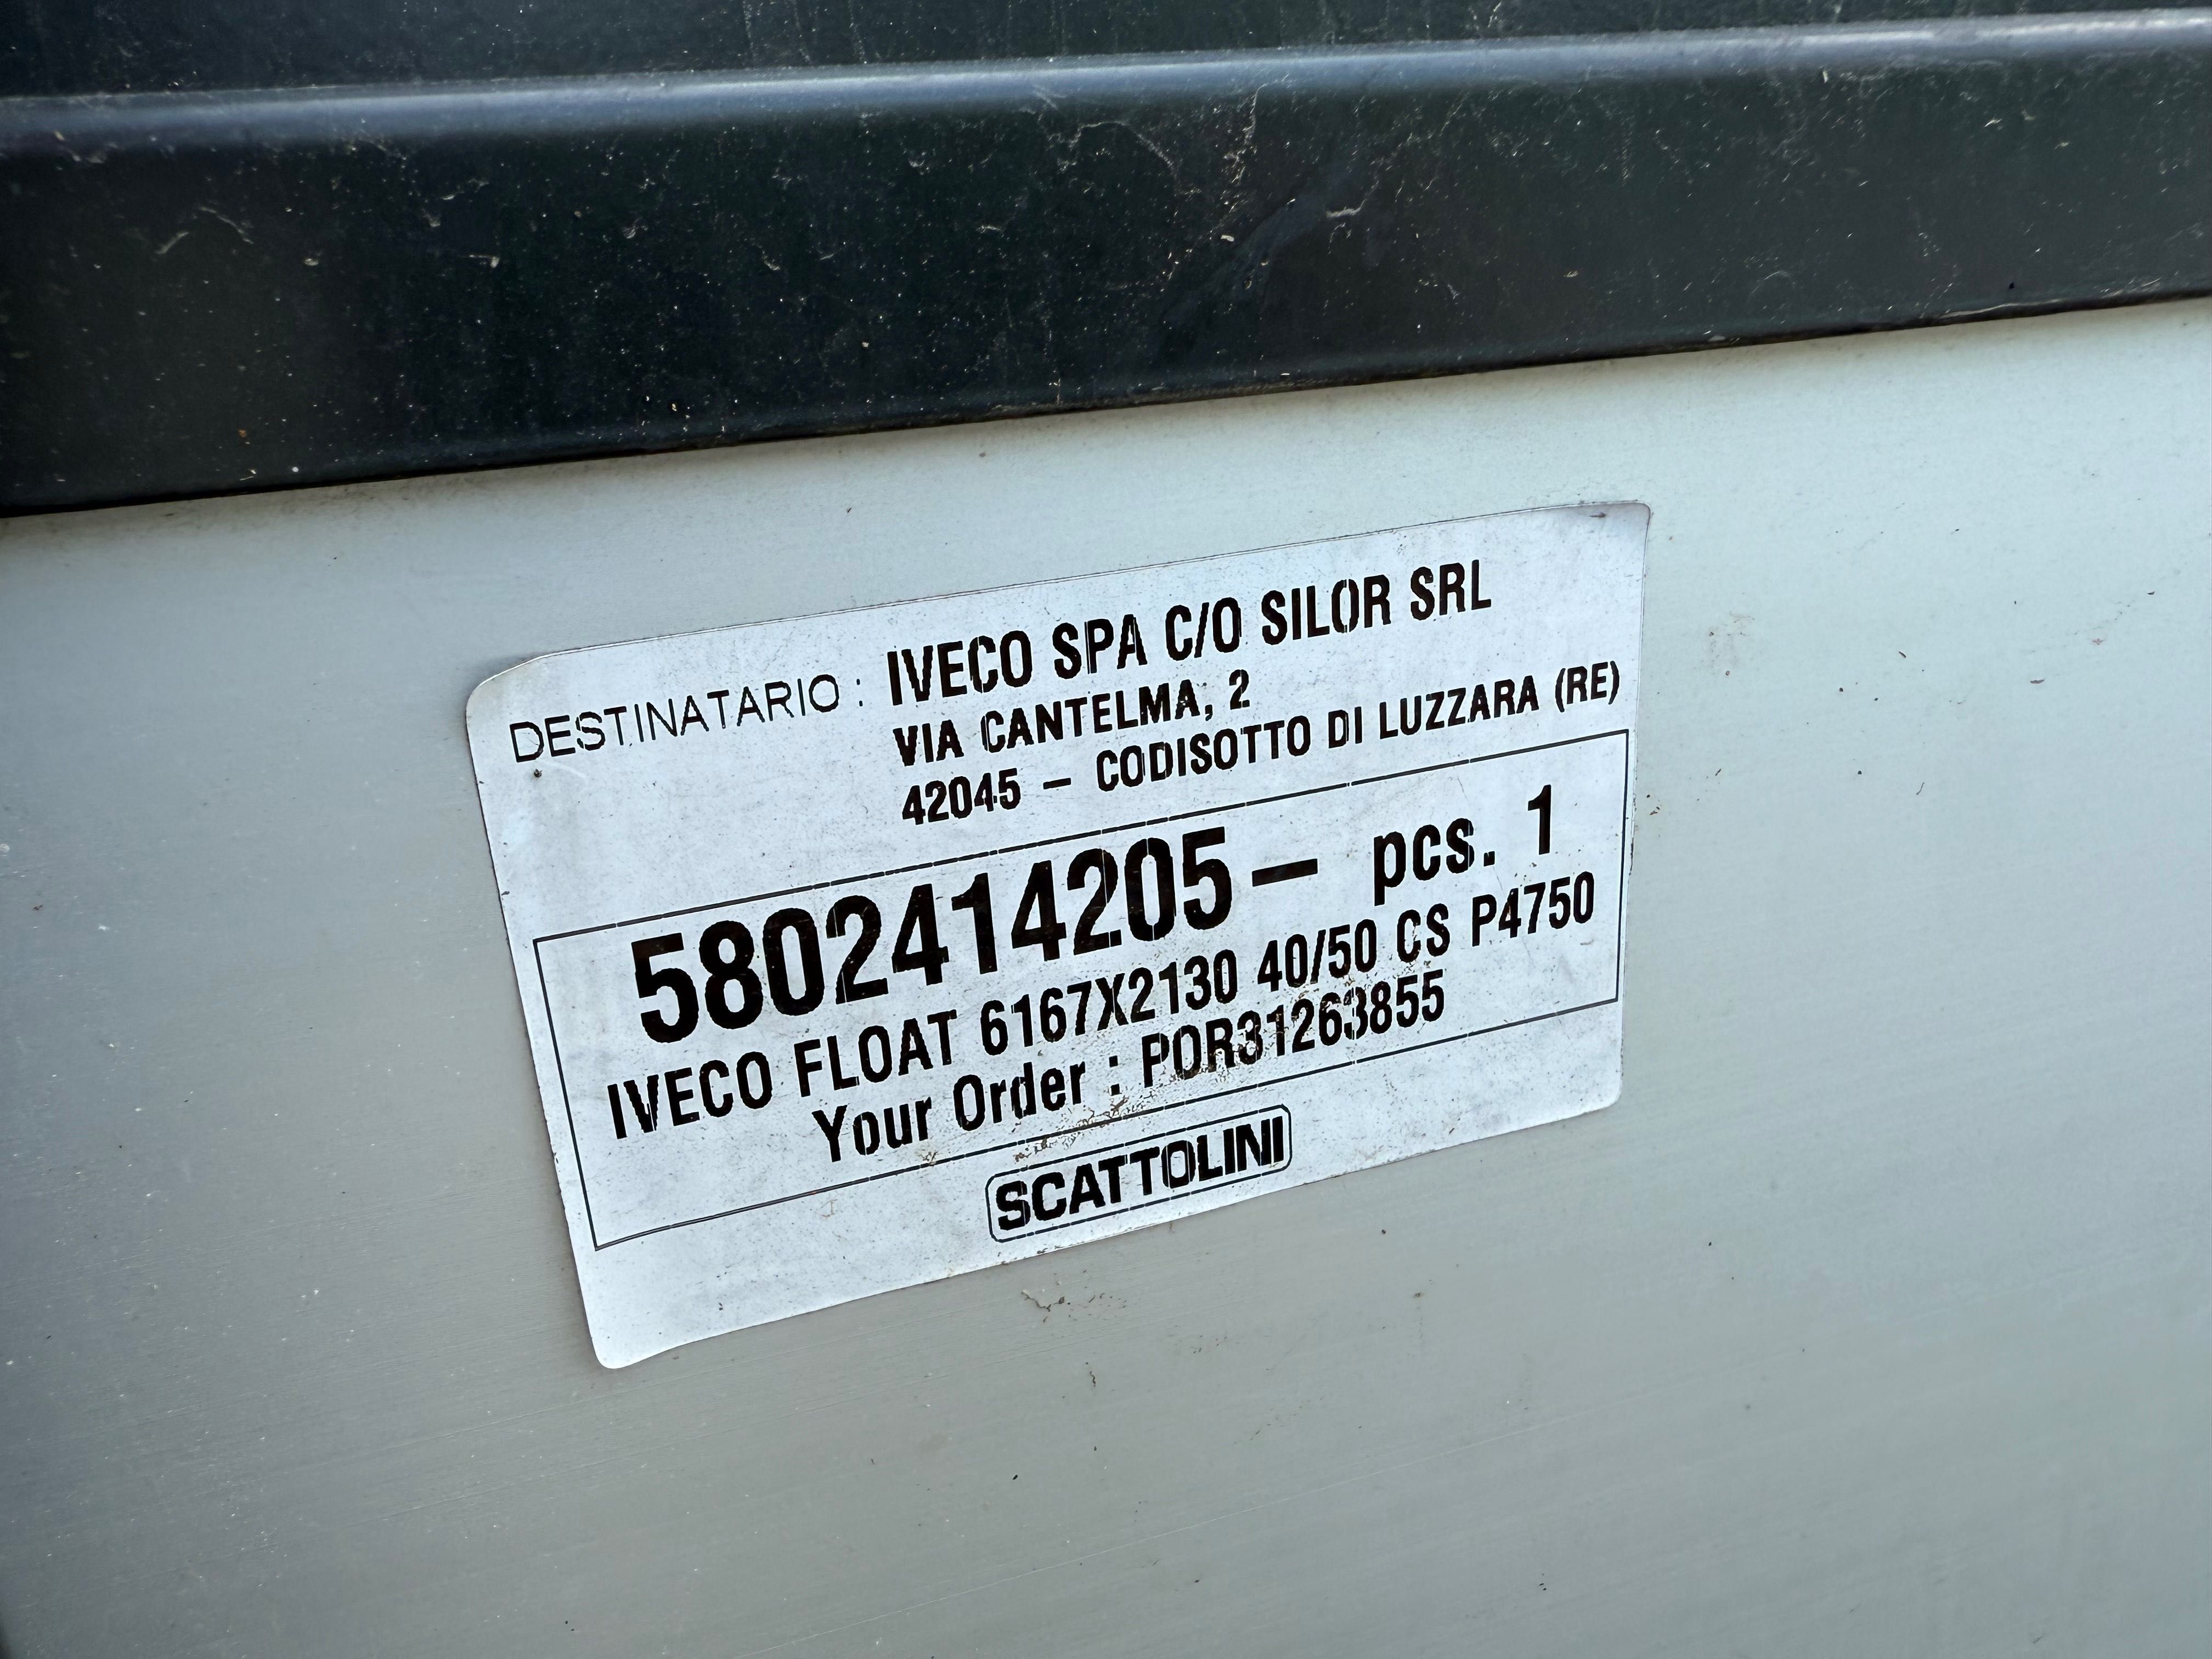 DESTINATARIO : IVECO SPA C/O SILOR SRL
VIA CANTELMA, 2
42045 – CODISOTTO DI LUZZARA (RE)
5802414205– pcs. 1
IVECO FLOAT 6167X2130 40/50 CS P4750
Your Order : POR31263855
SCATTOLINI